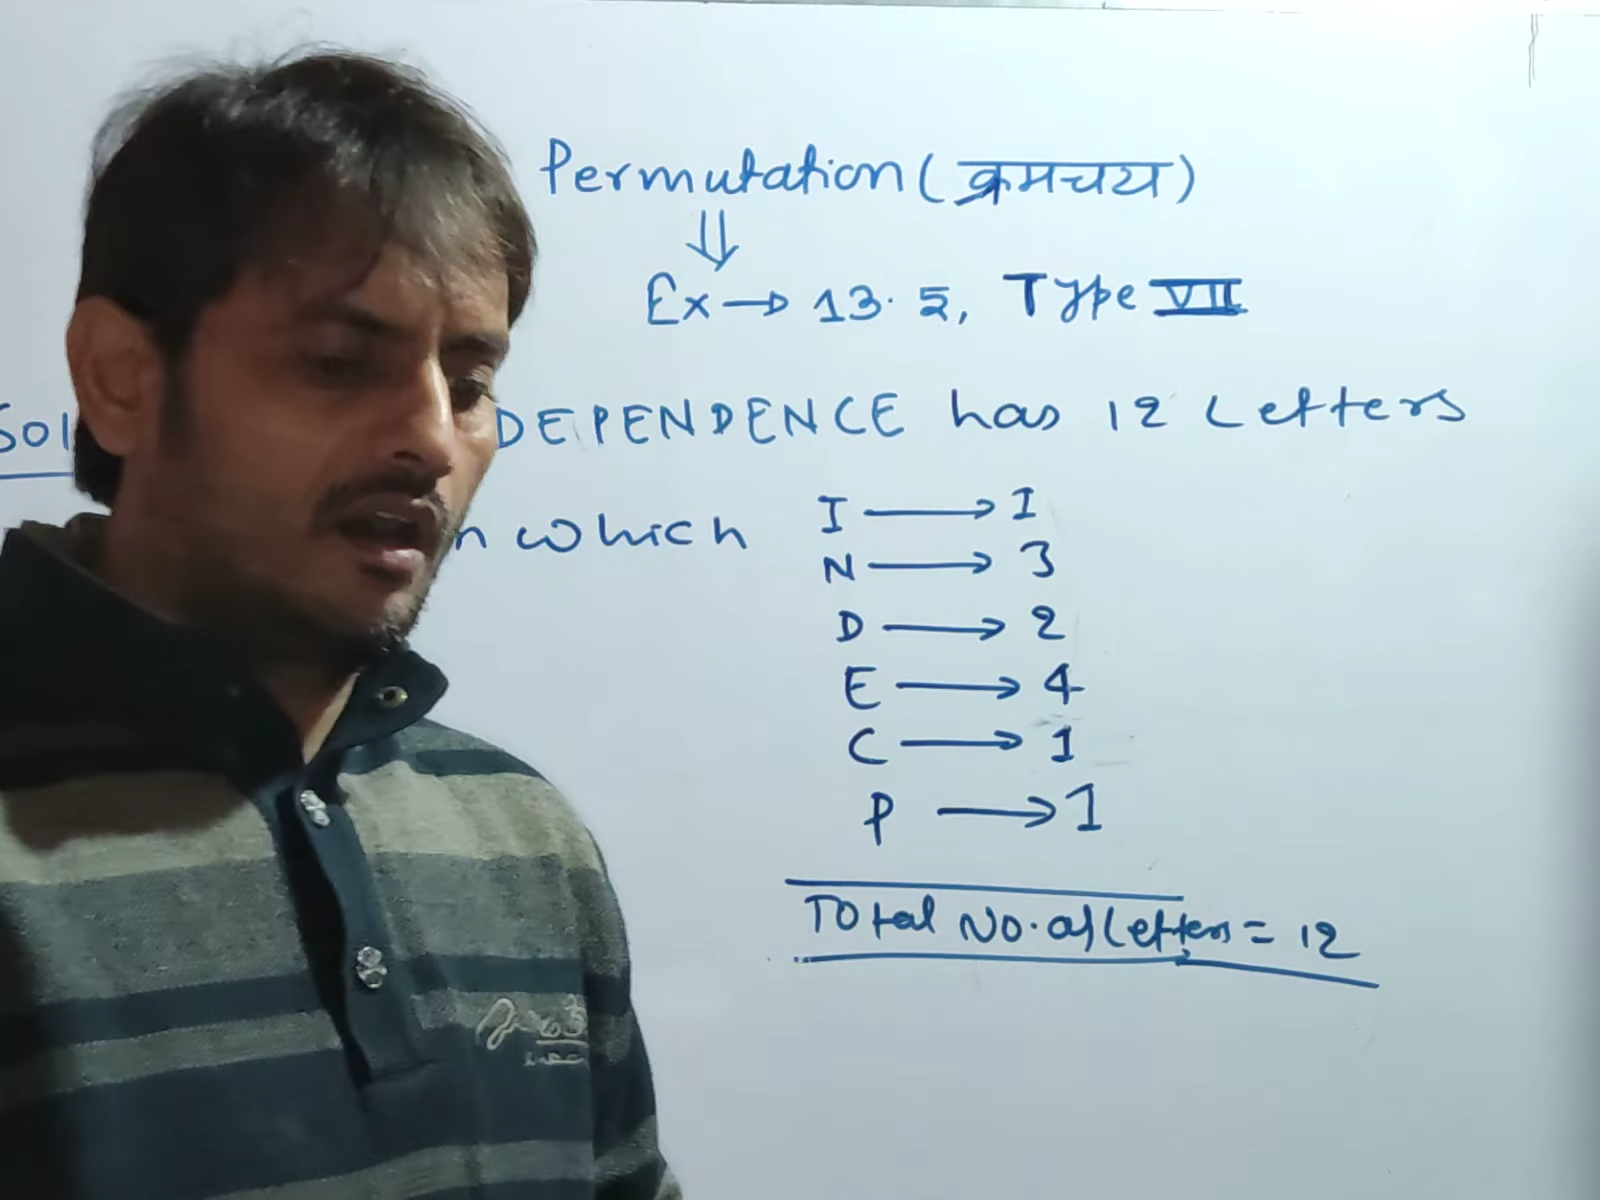 Permutation (क्रमचय)
⇓
Ex → 13.5, Type VII
Sol DEPENDENCE has 12 Letters
n which
I → I
N → 3
D → 2
E → 4
C → 1
P → 1
Total No. of Letters = 12